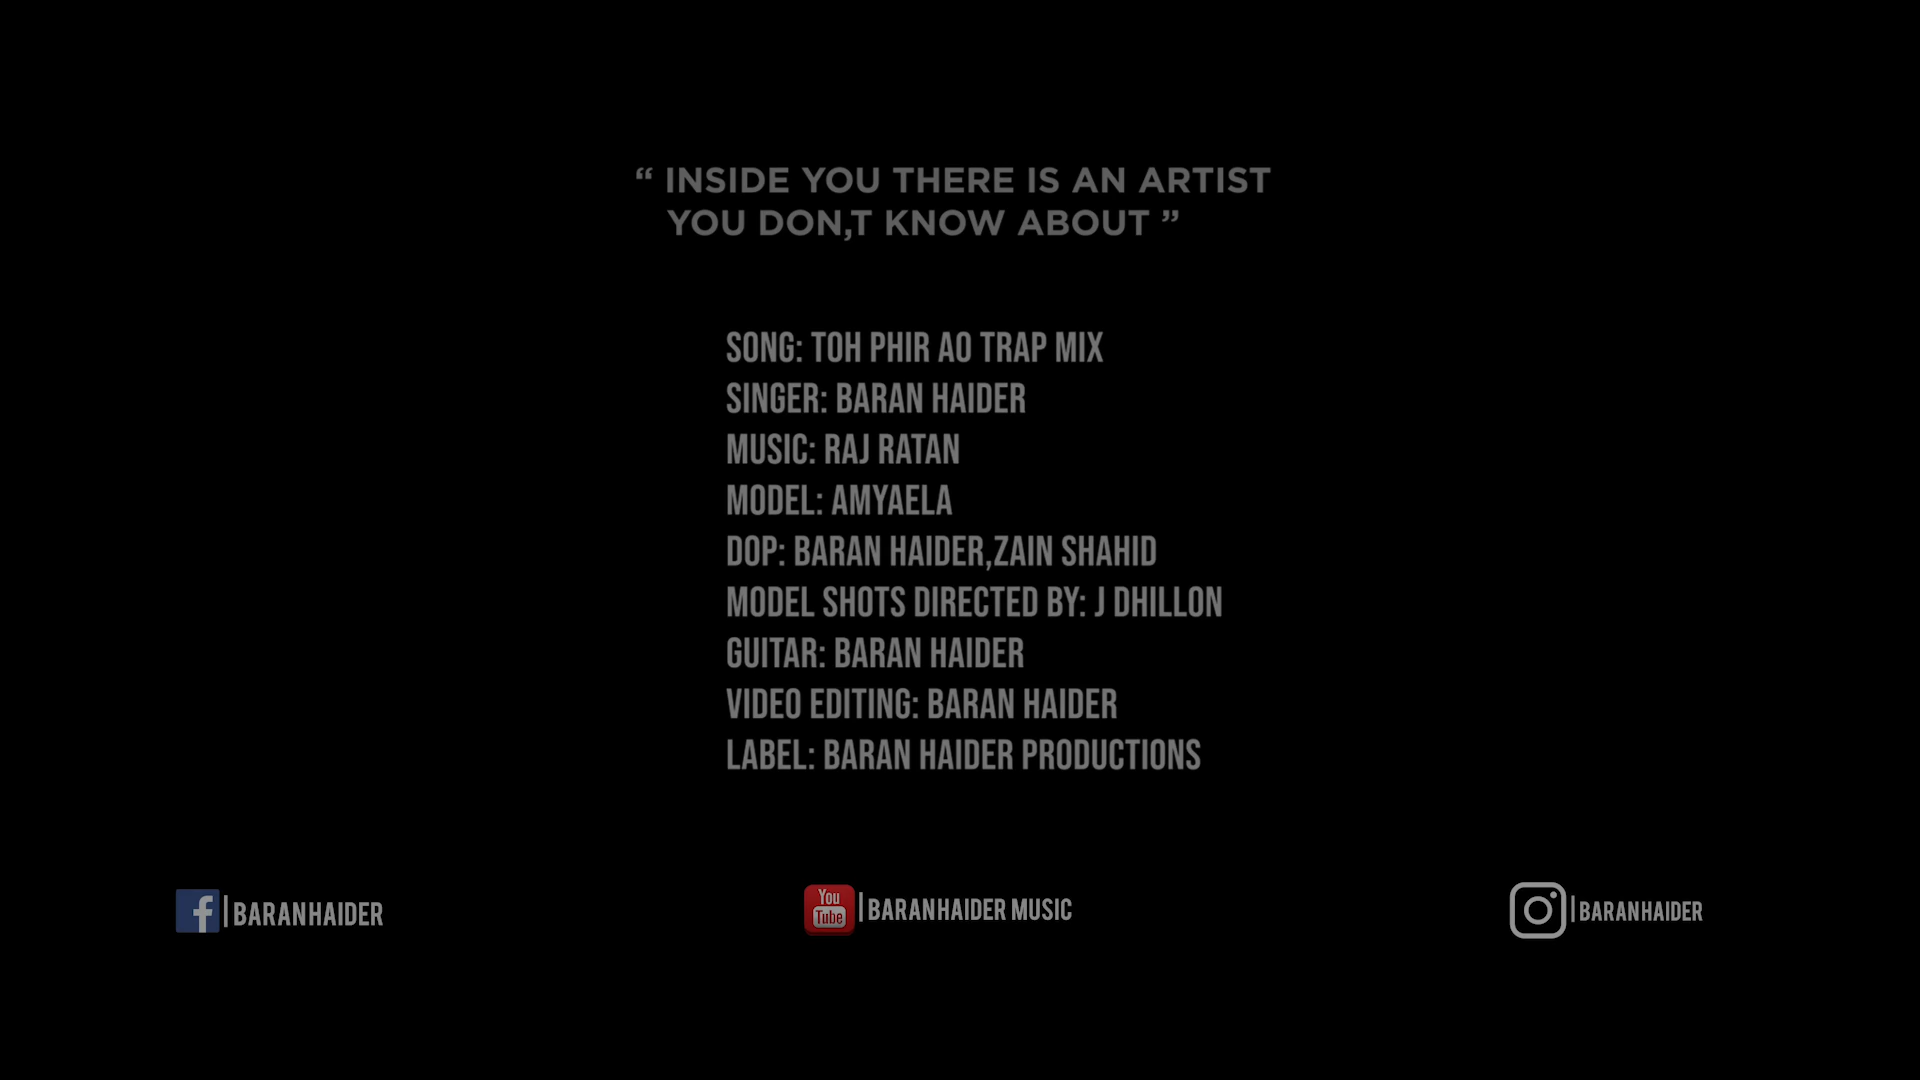 “ INSIDE YOU THERE IS AN ARTIST
YOU DON,T KNOW ABOUT ”
SONG: TOH PHIR AO TRAP MIX
SINGER: BARAN HAIDER
MUSIC: RAJ RATAN
MODEL: AMYAELA
DOP: BARAN HAIDER,ZAIN SHAHID
MODEL SHOTS DIRECTED BY: J DHILLON
GUITAR: BARAN HAIDER
VIDEO EDITING: BARAN HAIDER
LABEL: BARAN HAIDER PRODUCTIONS
f |BARANHAIDER
You Tube |BARANHAIDER MUSIC
|BARANHAIDER